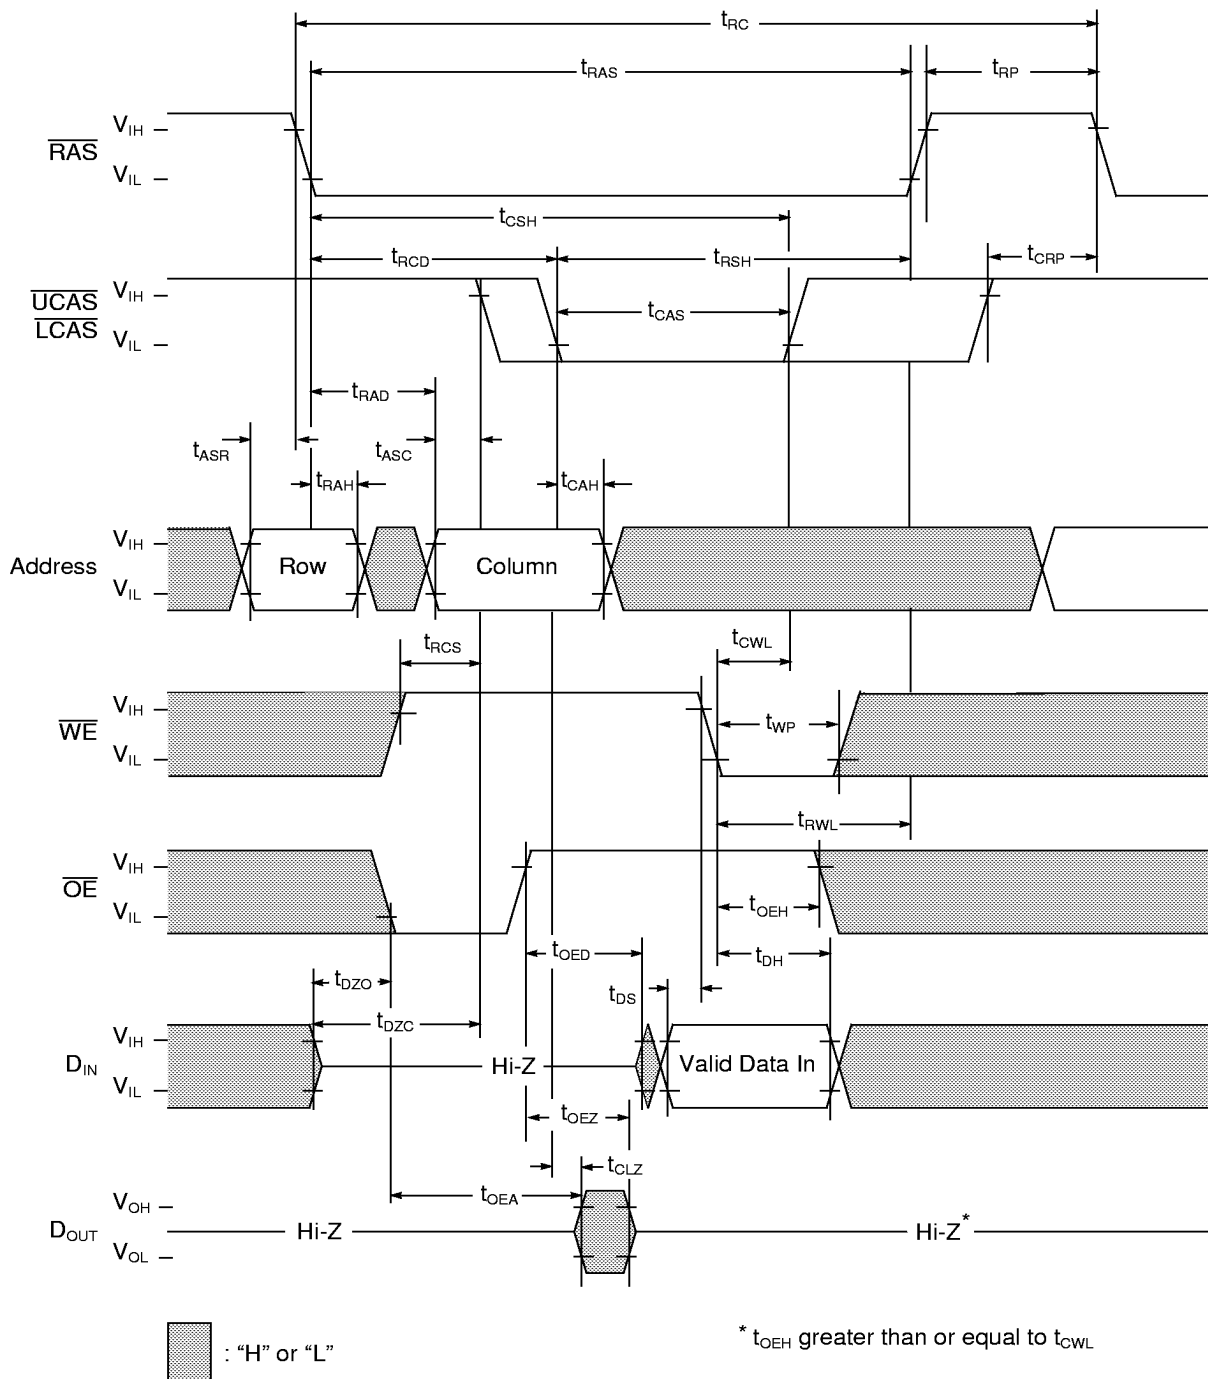 tRC
tRAS
tRP
RAS
VIH
VIL
tCSH
tRCD
tRSH
tCRP
UCAS
LCAS
VIH
VIL
tCAS
tRAD
tASR
tASC
tRAH
tCAH
Address
VIH
VIL
Row
Column
tRCS
tCWL
WE
VIH
VIL
tWP
tRWL
OE
VIH
VIL
tOEH
tOED
tDH
tDZO
tDS
tDZC
DIN
VIH
VIL
Hi-Z
Valid Data In
tOEZ
tCLZ
tOEA
DOUT
VOH
VOL
Hi-Z
Hi-Z*
: “H” or “L”
* tOEH greater than or equal to tCWL